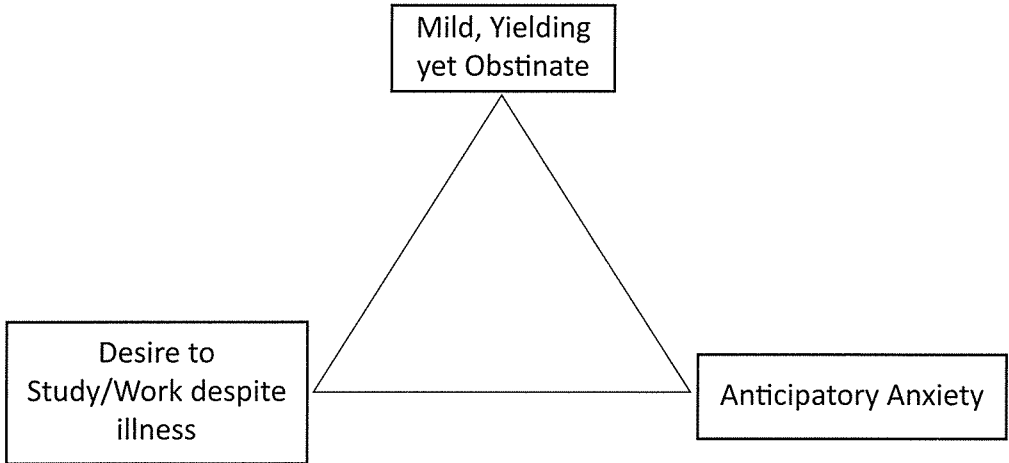 Mild, Yielding
yet Obstinate
Desire to
Study/Work despite
illness
Anticipatory Anxiety